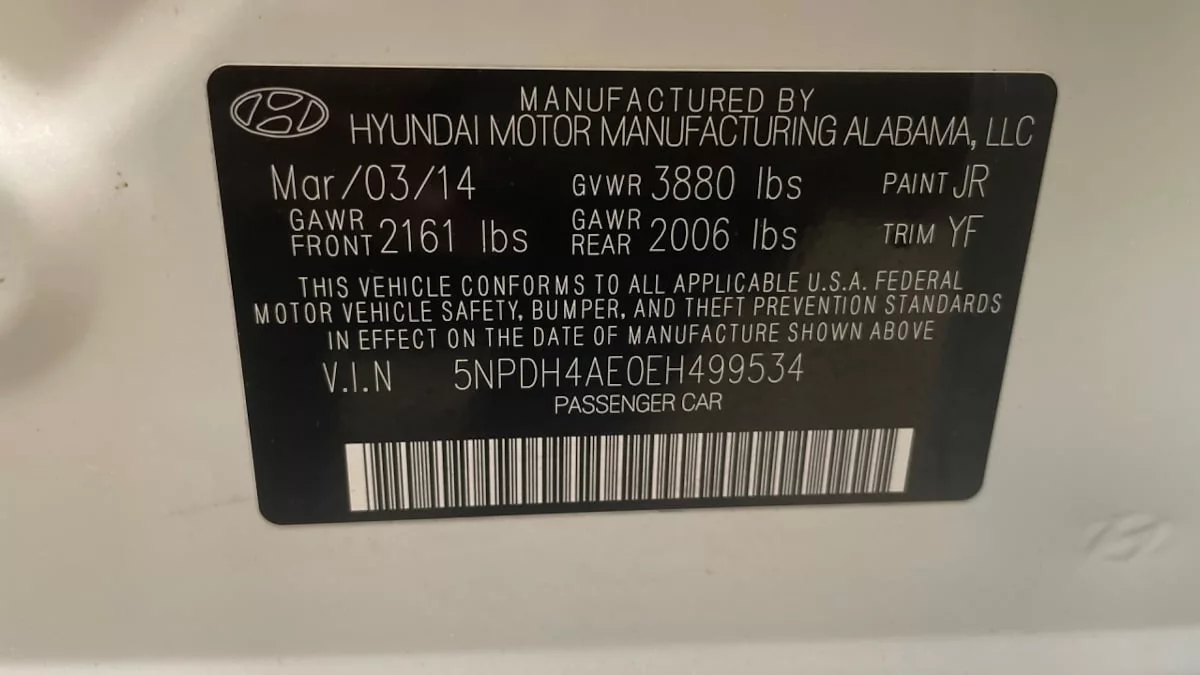 MANUFACTURED BY
HYUNDAI MOTOR MANUFACTURING ALABAMA, LLC
Mar/03/14 GVWR 3880 lbs PAINT JR
GAWR FRONT 2161 lbs GAWR REAR 2006 lbs TRIM YF
THIS VEHICLE CONFORMS TO ALL APPLICABLE U.S.A. FEDERAL
MOTOR VEHICLE SAFETY, BUMPER, AND THEFT PREVENTION STANDARDS
IN EFFECT ON THE DATE OF MANUFACTURE SHOWN ABOVE
V.I.N 5NPDH4AE0EH499534
PASSENGER CAR